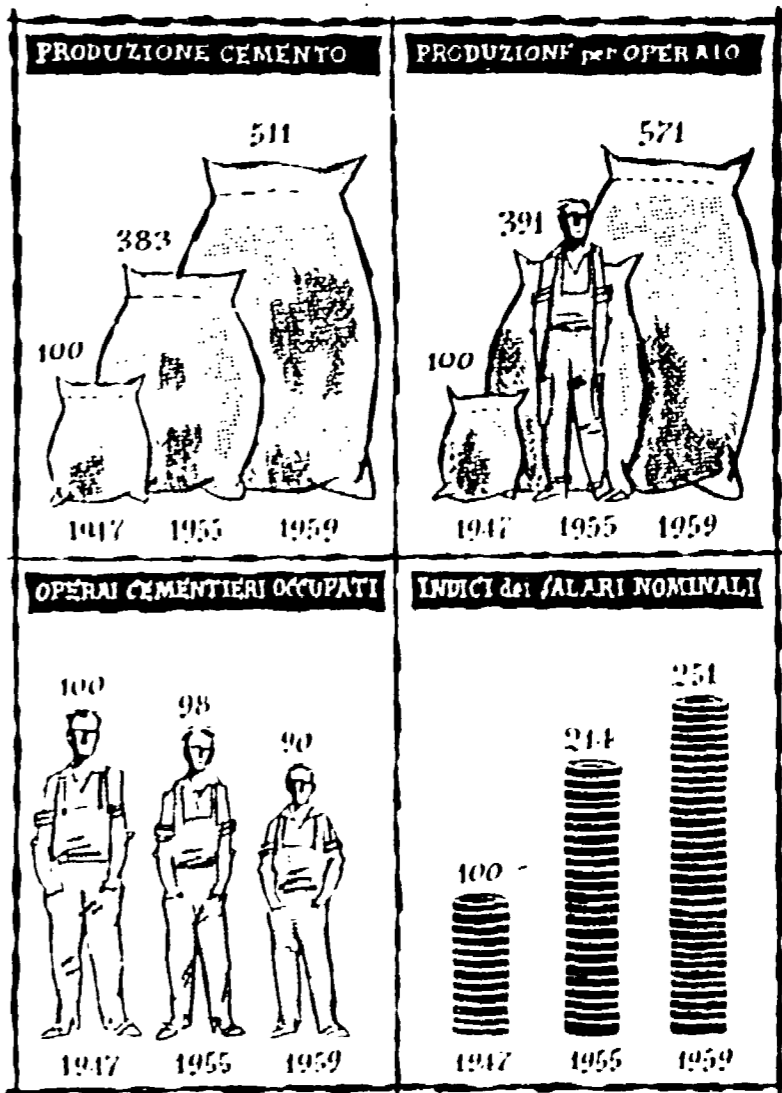 PRODUZIONE CEMENTO
511
383
100
1947 1955 1959
PRODUZIONE per OPERAIO
571
391
100
1947 1955 1959
OPERAI CEMENTIERI OCCUPATI
100
98
90
1947 1955 1959
INDICI dei SALARI NOMINALI
251
214
100
1947 1955 1959